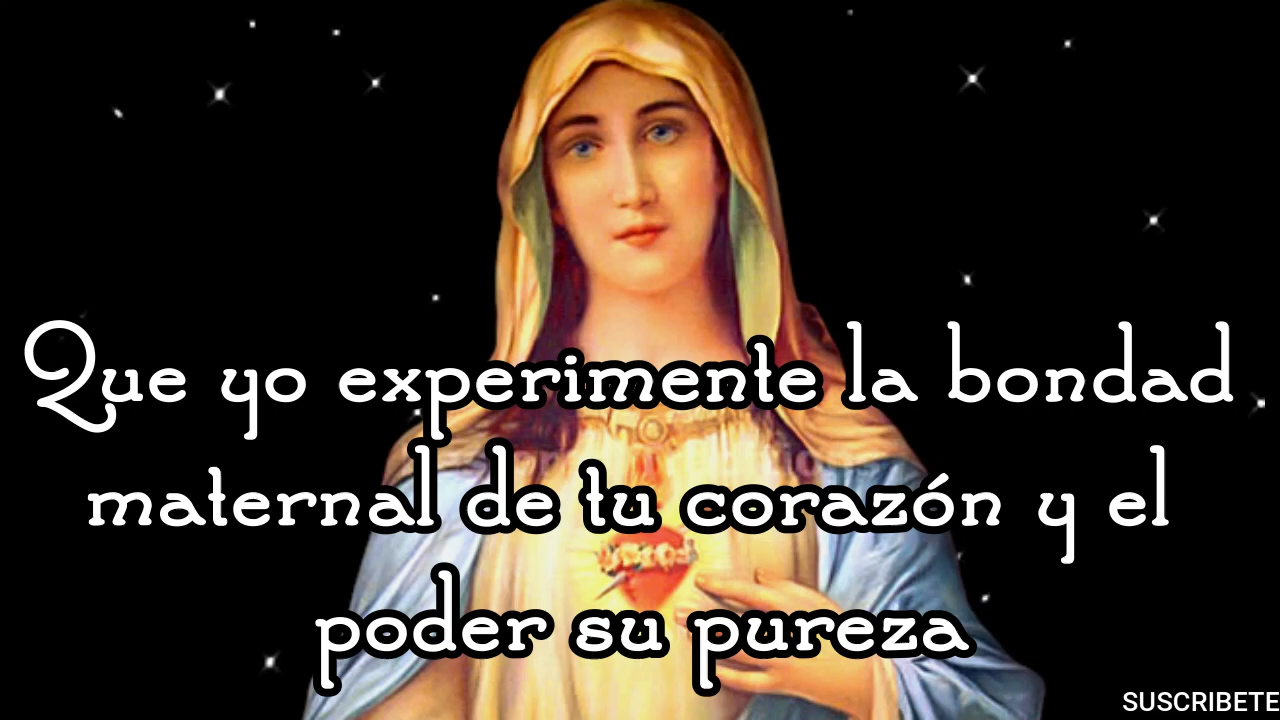 Que yo experimente la bondad
maternal de tu corazón y el
poder su pureza
SUSCRIBETE